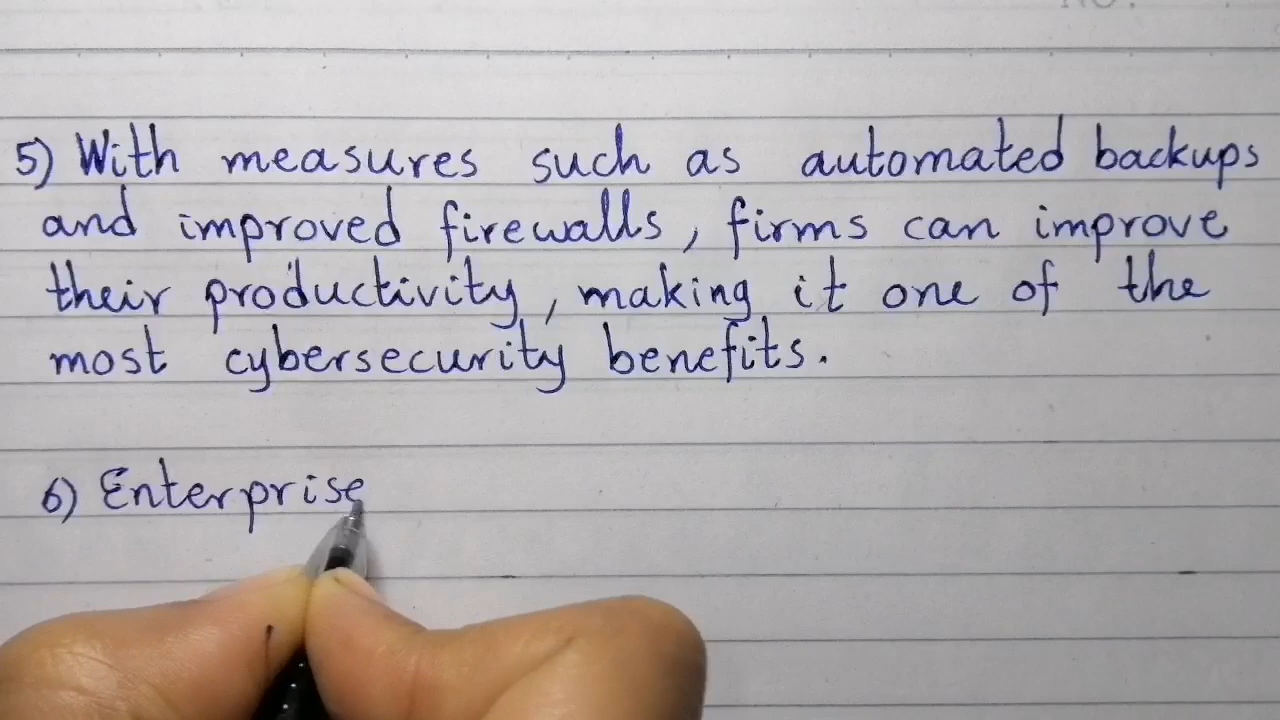 5) With measures such as automated backups
and improved firewalls, firms can improve
their productivity, making it one of the
most cybersecurity benefits.
6) Enterprise